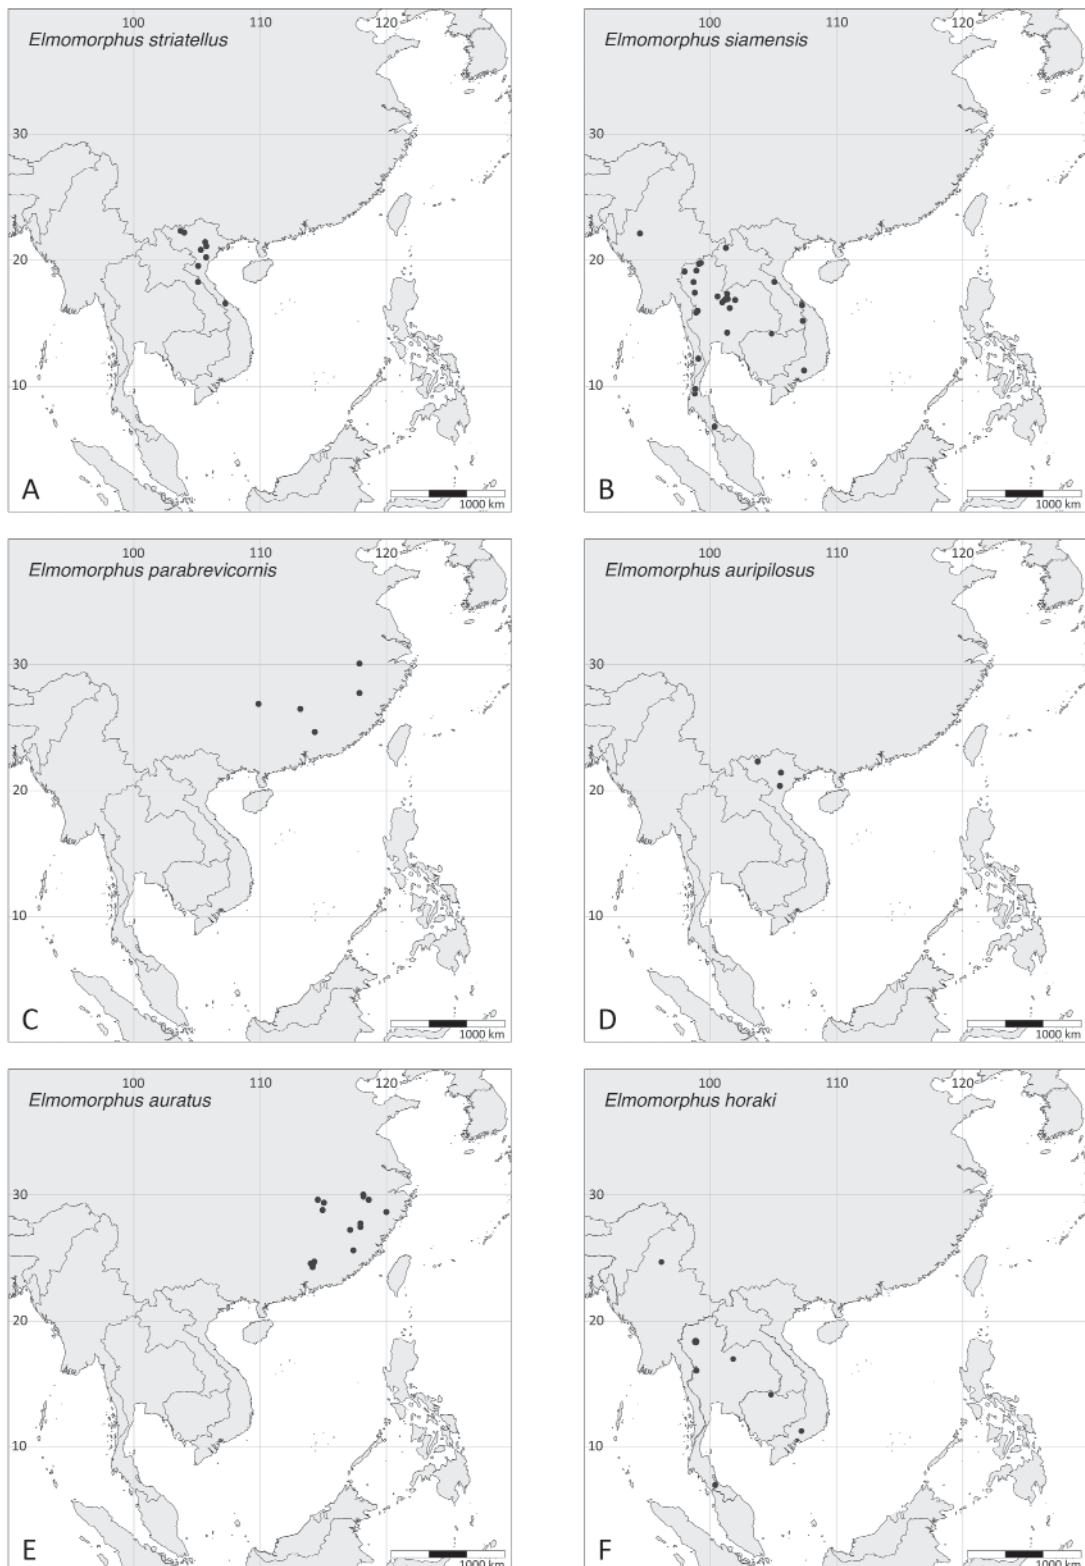 100 110 120
Elmomorphus striatellus
30
20
10
A
1000 km
100 110 120
Elmomorphus siamensis
30
20
10
B
1000 km
100 110 120
Elmomorphus parabrevicornis
30
20
10
C
1000 km
100 110 120
Elmomorphus auripilosus
30
20
10
D
1000 km
100 110 120
Elmomorphus auratus
30
20
10
E
1000 km
100 110 120
Elmomorphus horaki
30
20
10
F
1000 km